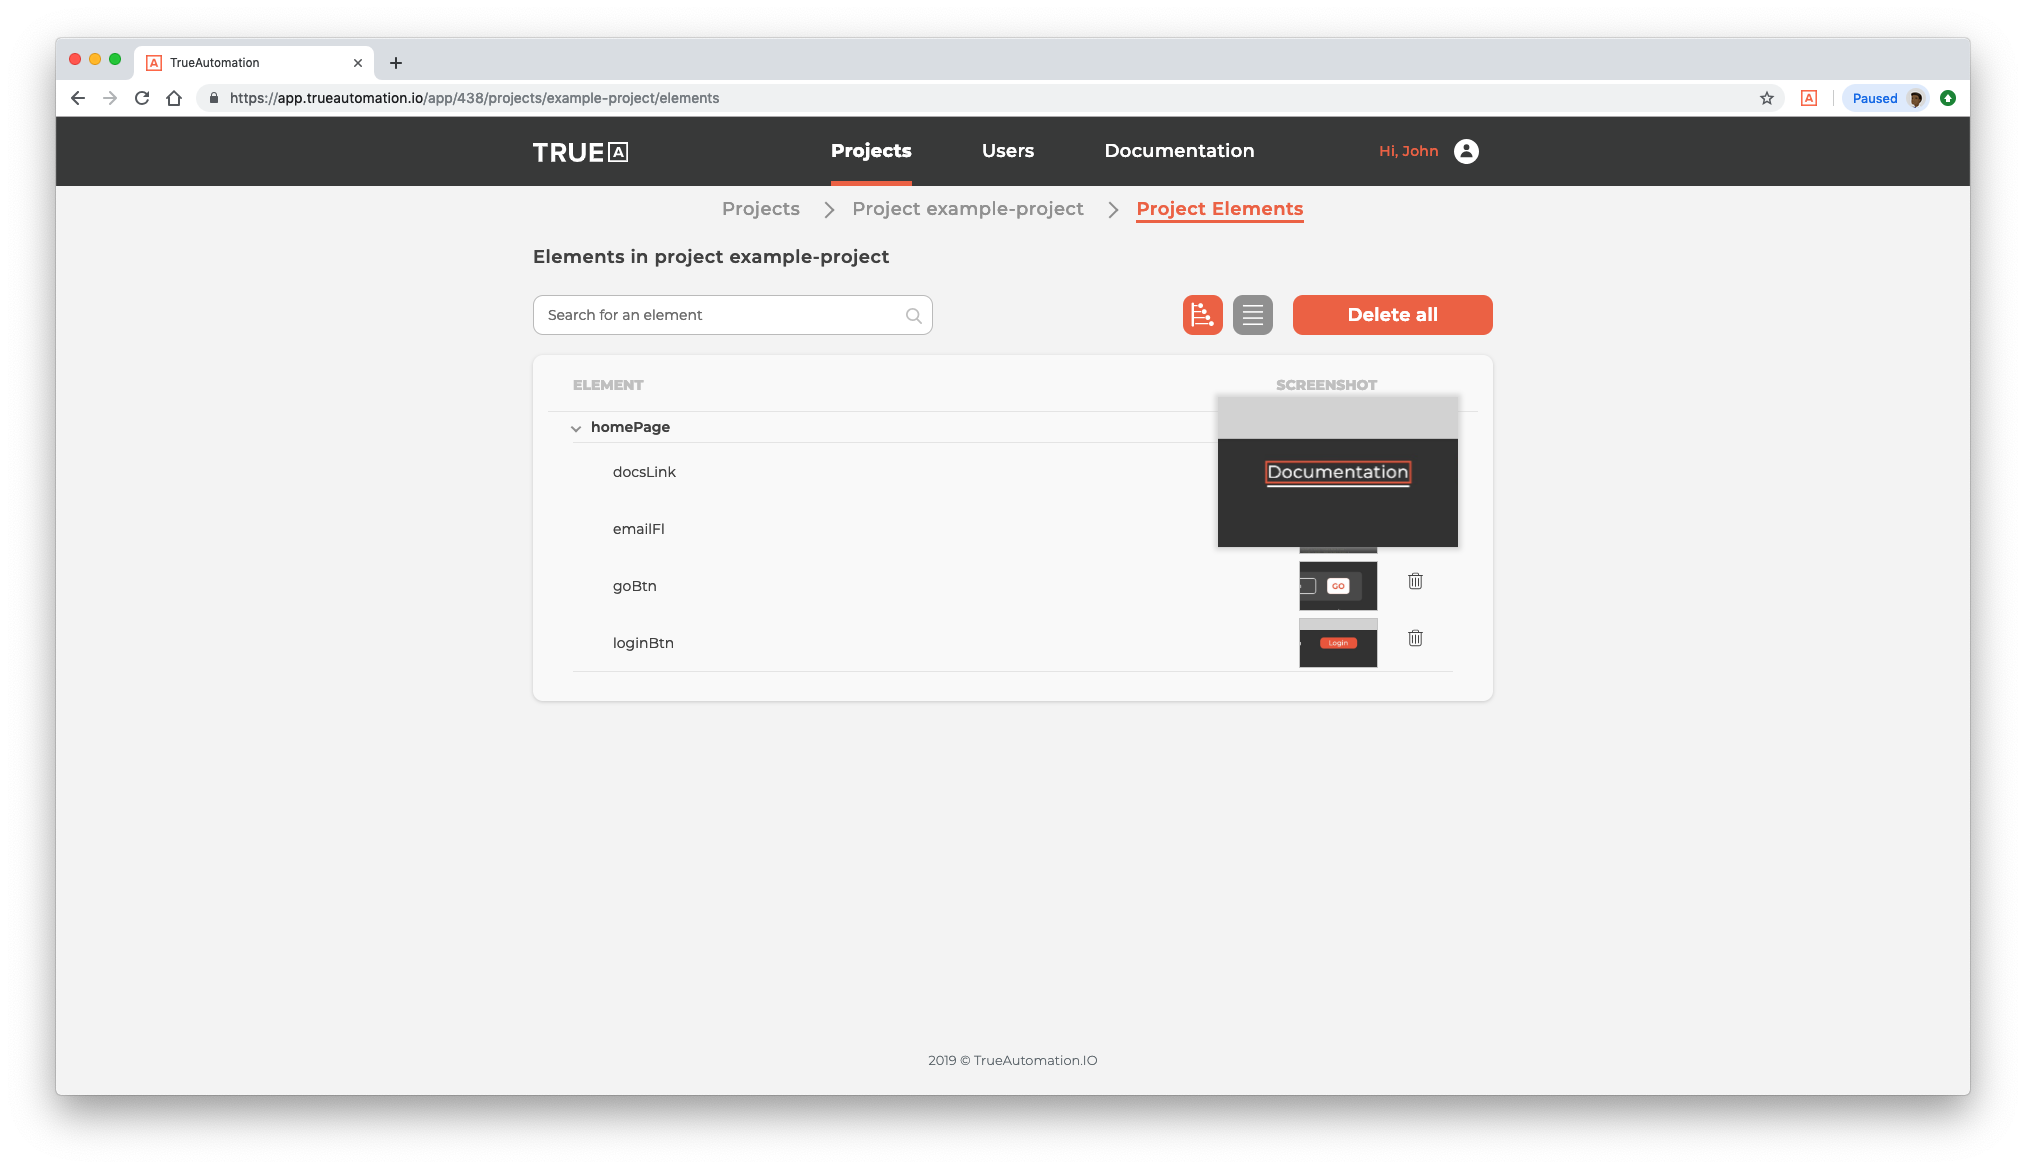 TrueAutomation
https://app.trueautomation.io/app/438/projects/example-project/elements
Paused
TRUE A
Projects
Users
Documentation
Hi, John
Projects
Project example-project
Project Elements
Elements in project example-project
Search for an element
Delete all
ELEMENT
SCREENSHOT
homePage
docsLink
Documentation
emailFl
goBtn
GO
loginBtn
Login
2019 © TrueAutomation.IO